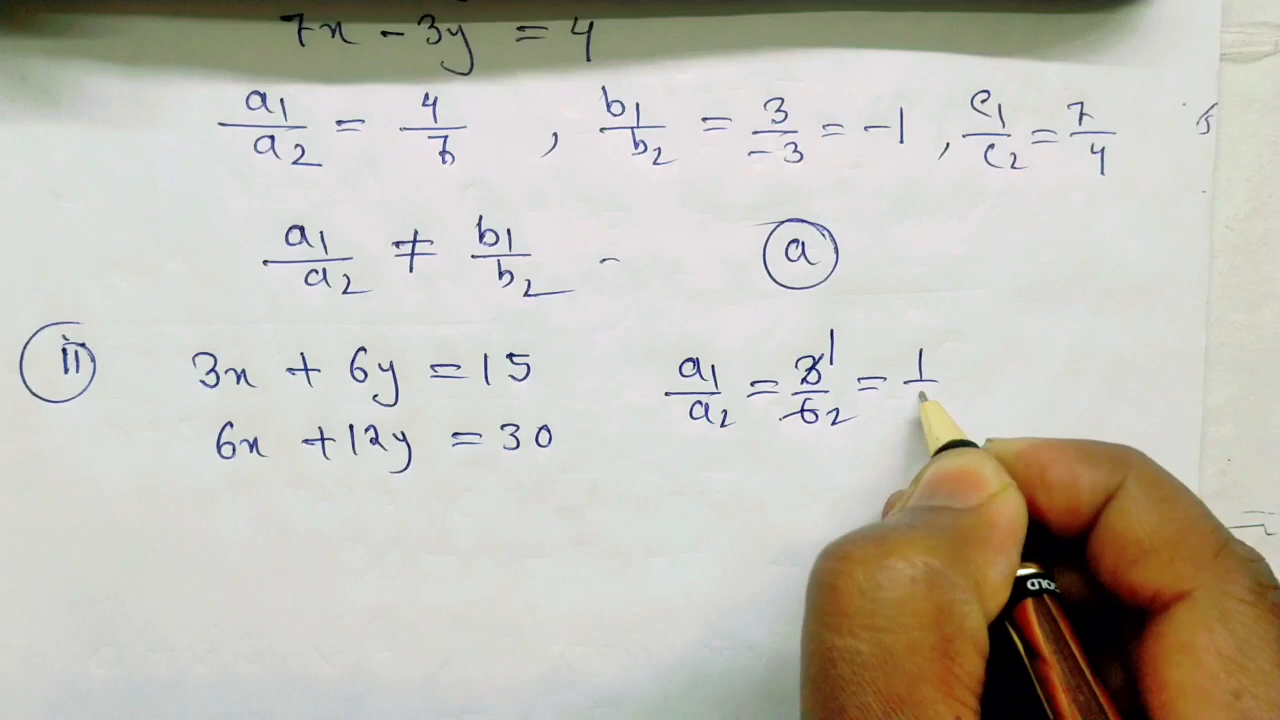 7x - 3y = 4
a1/a2 = 4/7 , b1/b2 = 3/-3 = -1 , c1/c2 = 7/4
a1/a2 ≠ b1/b2 - (a)
(ii) 3x + 6y = 15 a1/a2 = 3 1/6 2 = 1/
6x + 12y = 30